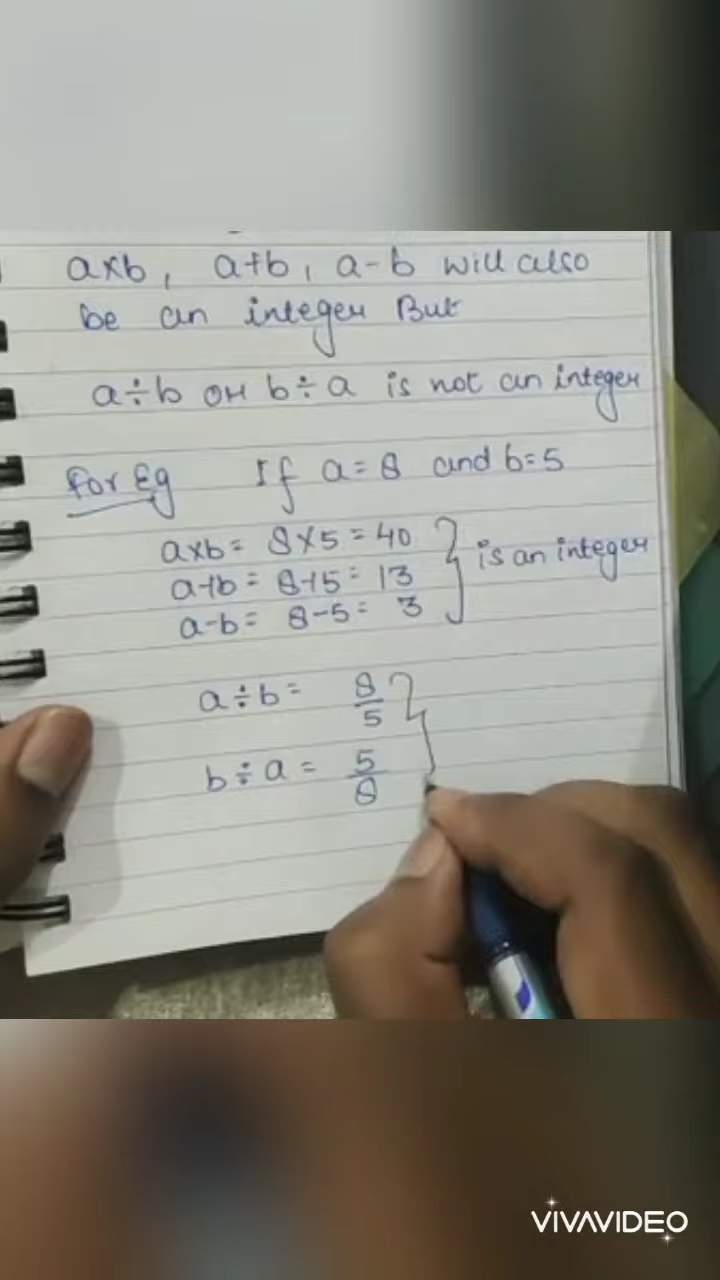 a×b, a+b, a-b will also
be an integer But
a÷b or b÷a is not an integer
For Eg If a=8 and b=5
a×b= 8×5=40
is an integer
a+b= 8+5= 13
a-b= 8-5= 3
a÷b= 8/5
b÷a= 5/8
VIVAVIDEO